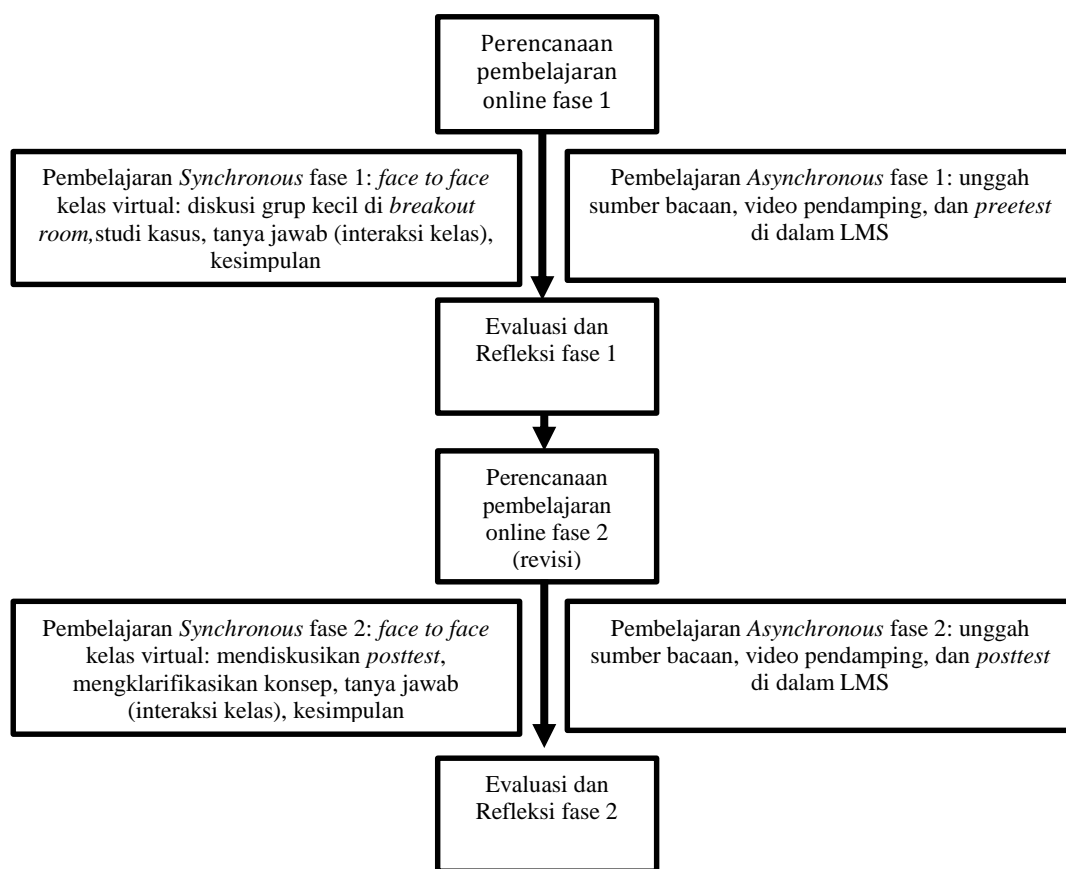 Perencanaan
pembelajaran
online fase 1
Pembelajaran Synchronous fase 1: face to face
kelas virtual: diskusi grup kecil di breakout
room,studi kasus, tanya jawab (interaksi kelas),
kesimpulan
Pembelajaran Asynchronous fase 1: unggah
sumber bacaan, video pendamping, dan preetest
di dalam LMS
Evaluasi dan
Refleksi fase 1
Perencanaan
pembelajaran
online fase 2
(revisi)
Pembelajaran Synchronous fase 2: face to face
kelas virtual: mendiskusikan posttest,
mengklarifikasikan konsep, tanya jawab
(interaksi kelas), kesimpulan
Pembelajaran Asynchronous fase 2: unggah
sumber bacaan, video pendamping, dan posttest
di dalam LMS
Evaluasi dan
Refleksi fase 2